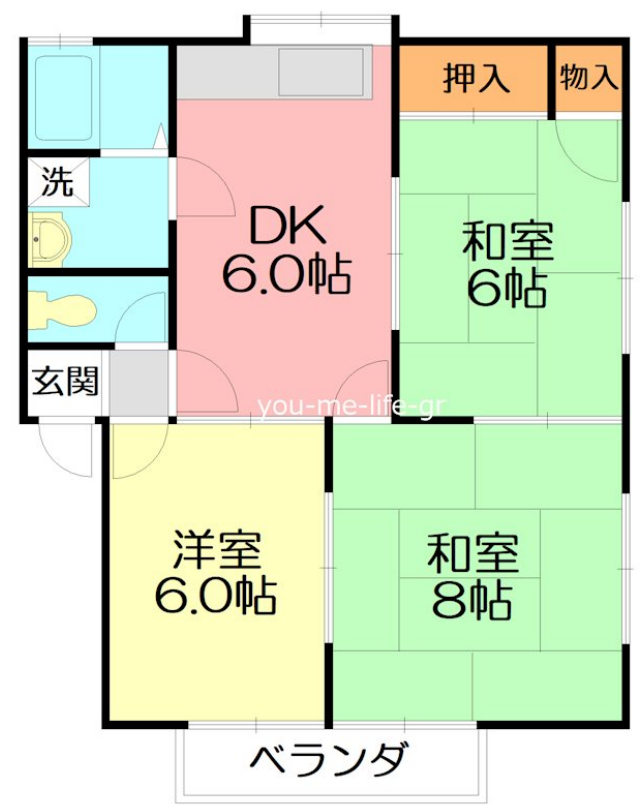 押入
物入
洗
DK
6.0帖
和室
6帖
玄関
you-me-life-gr
洋室
6.0帖
和室
8帖
ベランダ